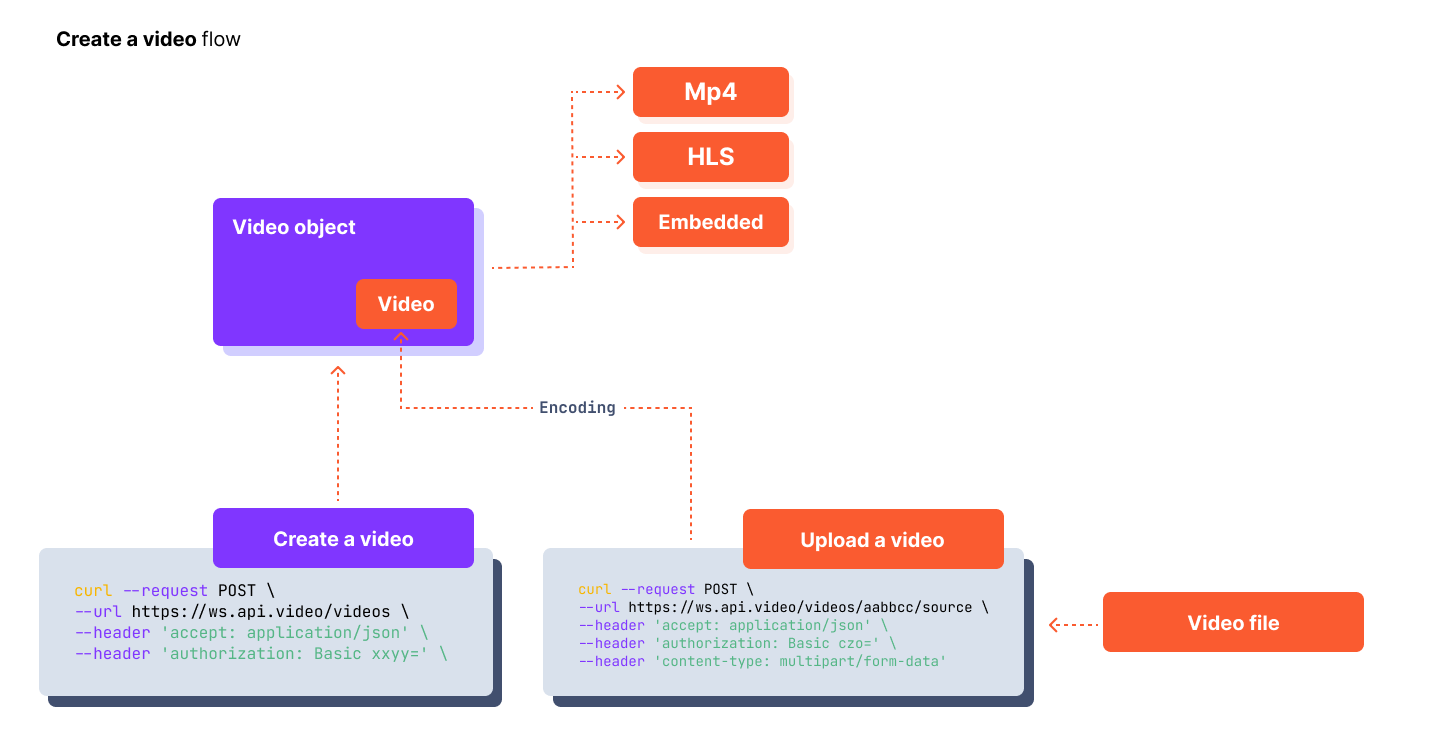 Create a video flow
Mp4
HLS
Embedded
Video object
Video
Encoding
Create a video
curl --request POST \
--url https://ws.api.video/videos \
--header 'accept: application/json' \
--header 'authorization: Basic xxyy=' \
Upload a video
curl --request POST \
--url https://ws.api.video/videos/aabbcc/source \
--header 'accept: application/json' \
--header 'authorization: Basic czo=' \
--header 'content-type: multipart/form-data'
Video file